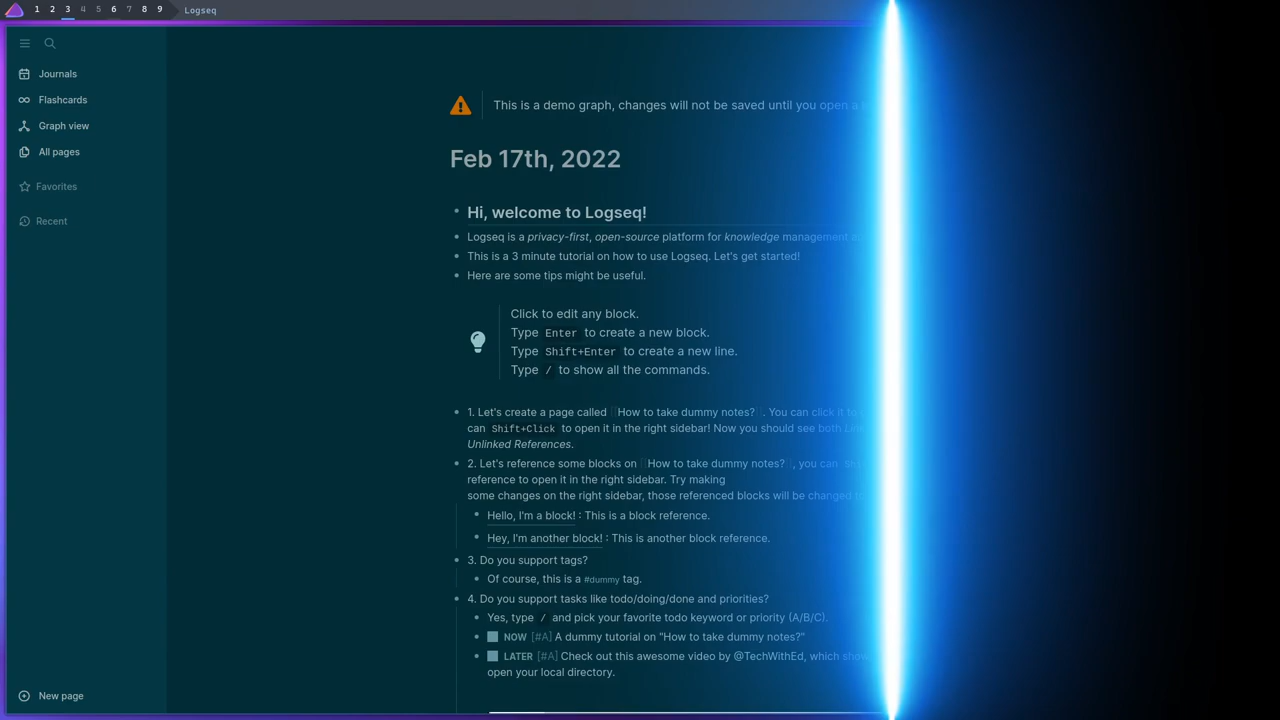 1 2 3 4 5 6 7 8 9 Logseq
Journals
Flashcards
Graph view
All pages
Favorites
Recent
New page
This is a demo graph, changes will not be saved until you open a
Feb 17th, 2022
Hi, welcome to Logseq!
Logseq is a privacy-first, open-source platform for knowledge management
This is a 3 minute tutorial on how to use Logseq. Let's get started!
Here are some tips might be useful.
Click to edit any block.
Type Enter to create a new block.
Type Shift+Enter to create a new line.
Type / to show all the commands.
1. Let's create a page called [[How to take dummy notes?]]. You can click it to
can Shift+Click to open it in the right sidebar! Now you should see both
Unlinked References.
2. Let's reference some blocks on [[How to take dummy notes?]], you can
reference to open it in the right sidebar. Try making
some changes on the right sidebar, those referenced blocks will be changed
Hello, I'm a block! : This is a block reference.
Hey, I'm another block! : This is another block reference.
3. Do you support tags?
Of course, this is a #dummy tag.
4. Do you support tasks like todo/doing/done and priorities?
Yes, type / and pick your favorite todo keyword or priority (A/B/C).
NOW [#A] A dummy tutorial on "How to take dummy notes?"
LATER [#A] Check out this awesome video by @TechWithEd, which
open your local directory.